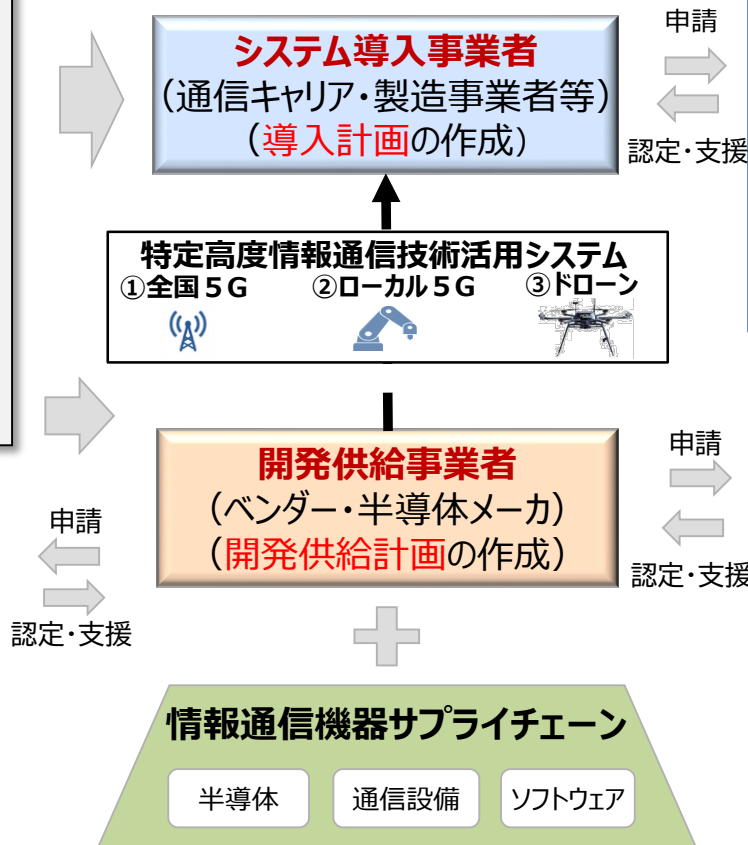 申請
システム導入事業者
（通信キャリア・製造事業者等）
（導入計画の作成）
認定・支援
特定高度情報通信技術活用システム
①全国５G ②ローカル５G ③ドローン
開発供給事業者
（ベンダー・半導体メーカ）
（開発供給計画の作成）
申請
認定・支援
申請
認定・支援
情報通信機器サプライチェーン
半導体 通信設備 ソフトウェア